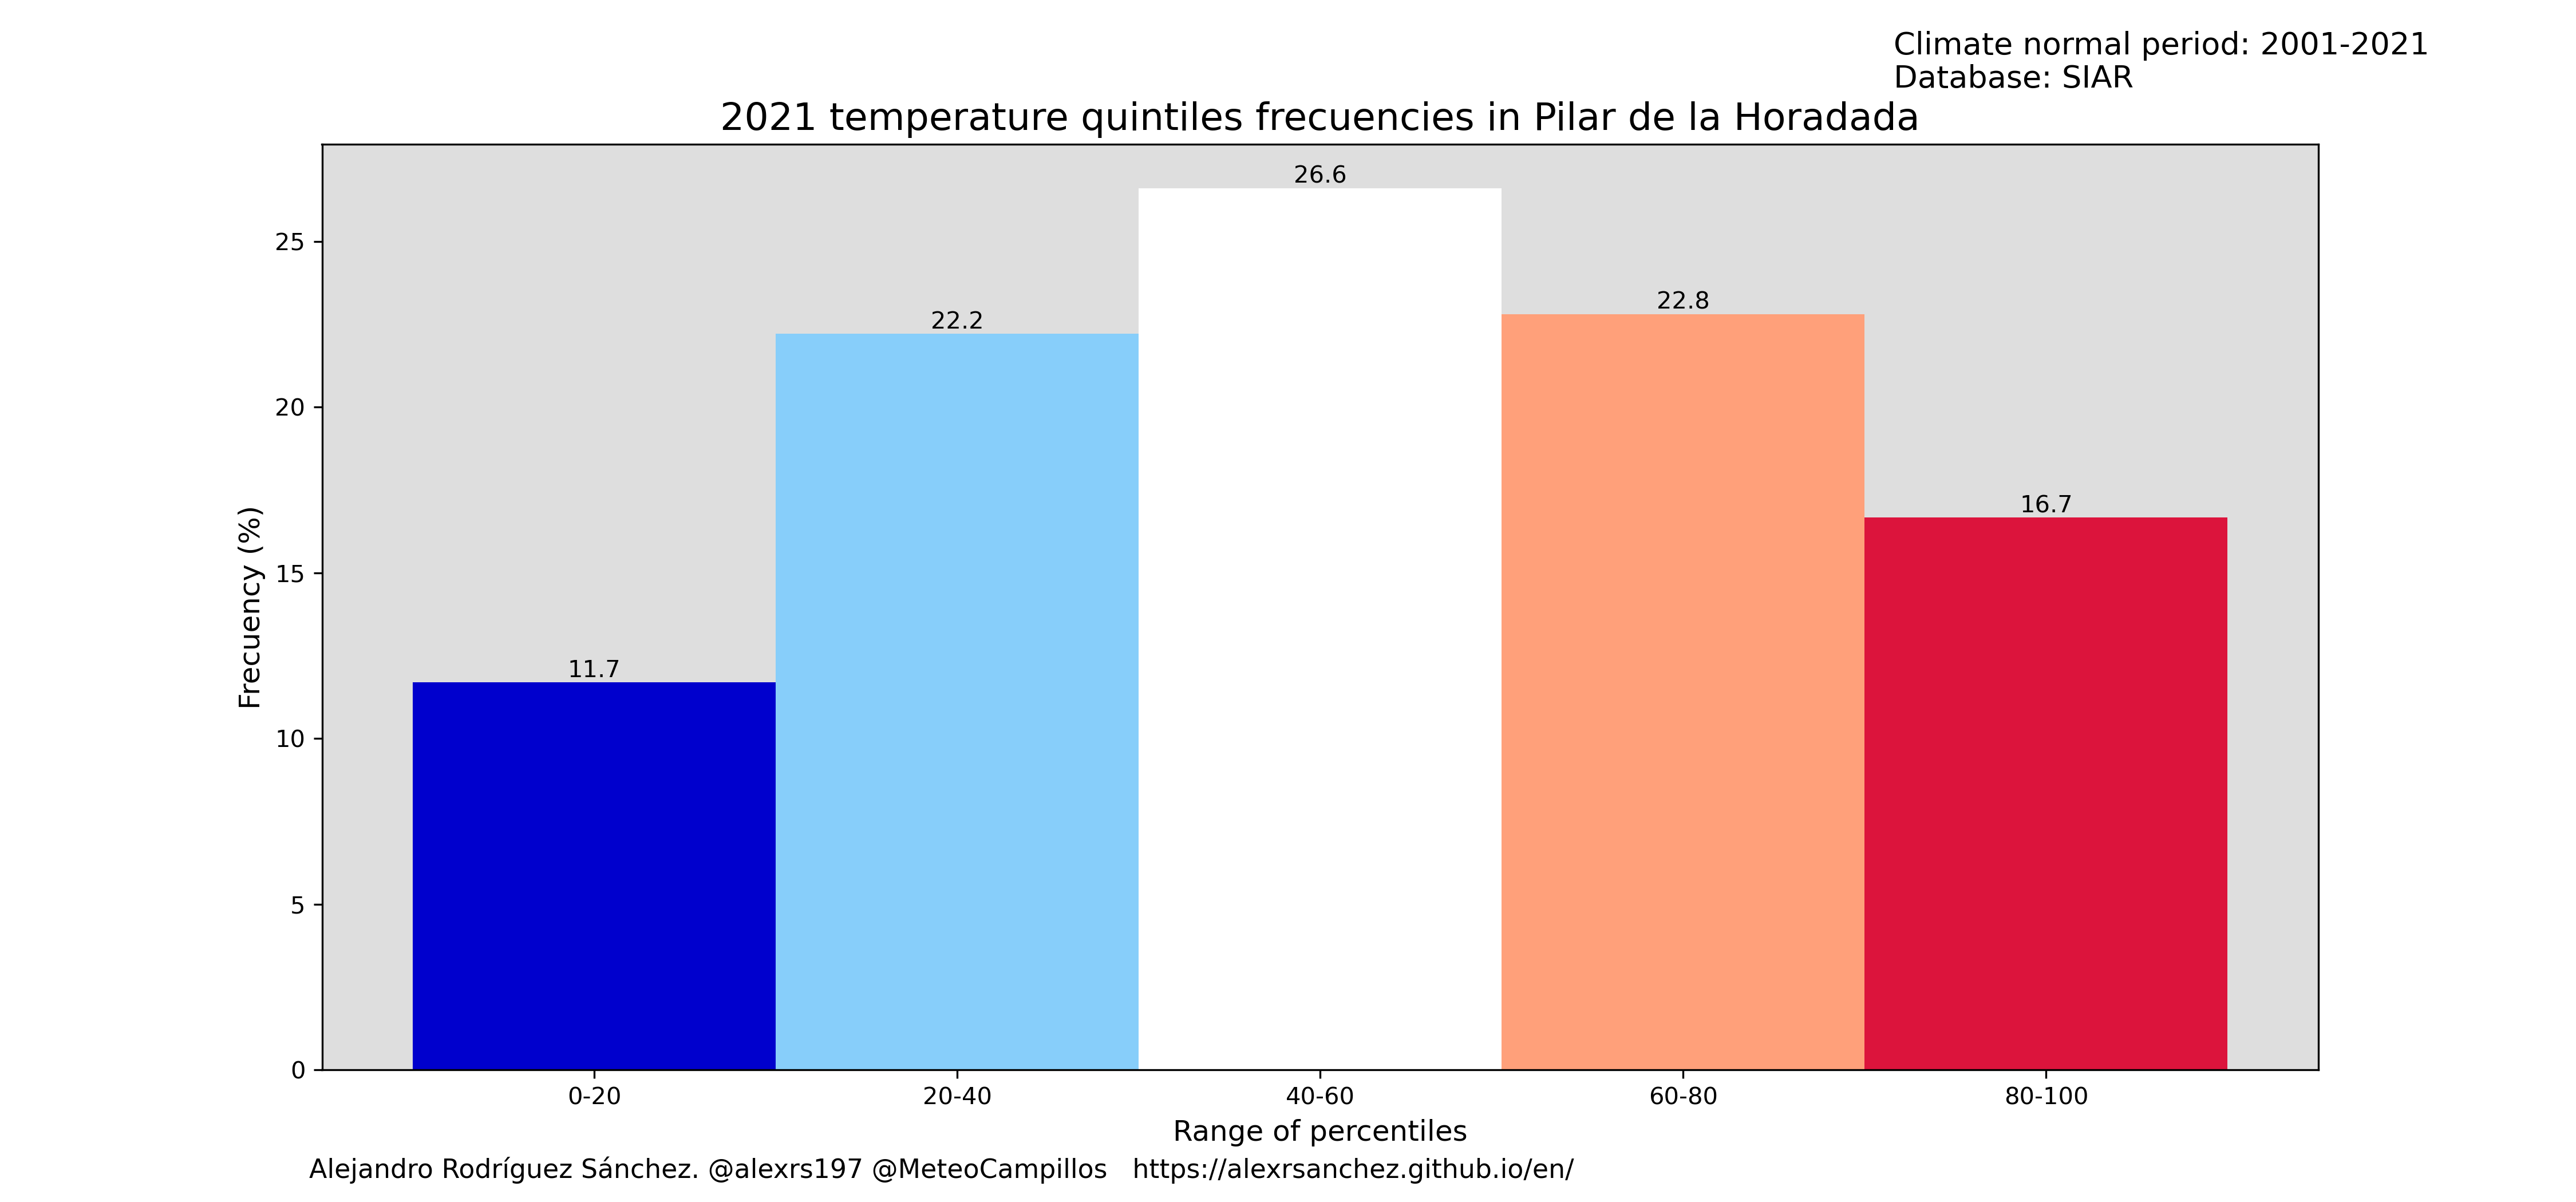 Climate normal period: 2001-2021
Database: SIAR
2021 temperature quintiles frecuencies in Pilar de la Horadada
26.6
25
22.8
22.2
20
16.7
Frecuency (%)
15
11.7
10
5
0
0-20 20-40 40-60 60-80 80-100
Range of percentiles
Alejandro Rodríguez Sánchez. @alexrs197 @MeteoCampillos https://alexrsanchez.github.io/en/